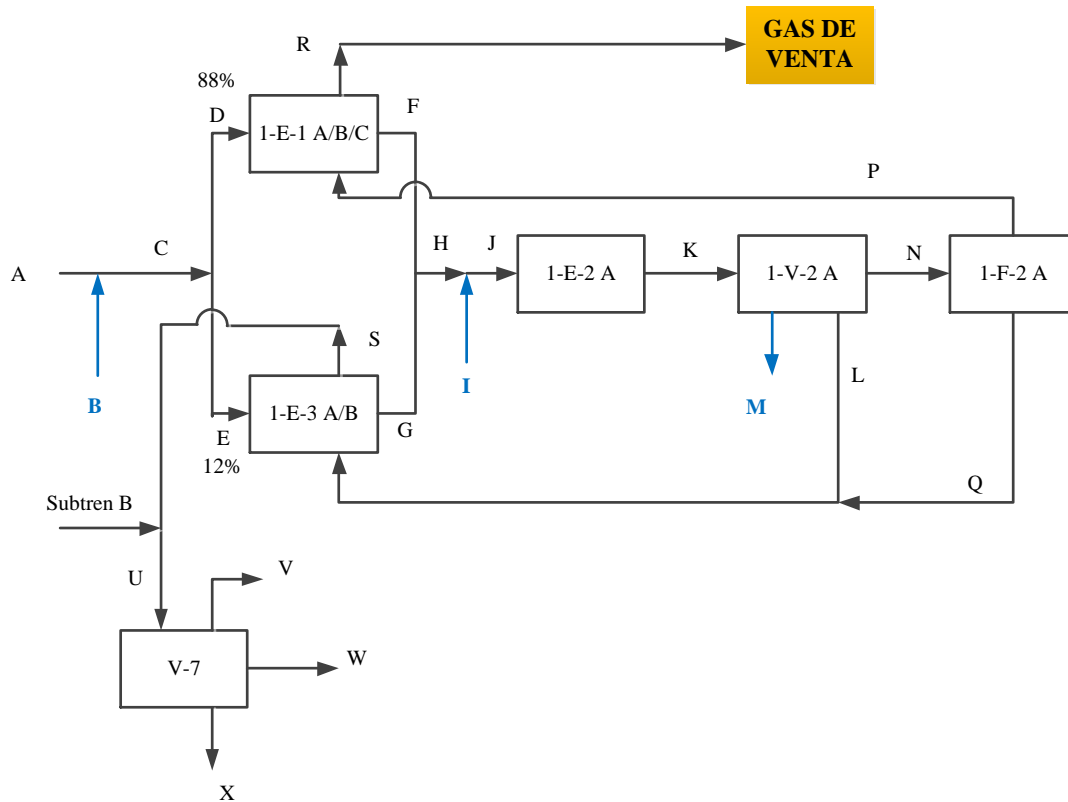 GAS DE
VENTA
R
88%
D
F
1-E-1 A/B/C
P
A
C
H
J
1-E-2 A
K
1-V-2 A
N
1-F-2 A
S
B
I
L
M
1-E-3 A/B
E
G
12%
Q
Subtren B
U
V
V-7
W
X